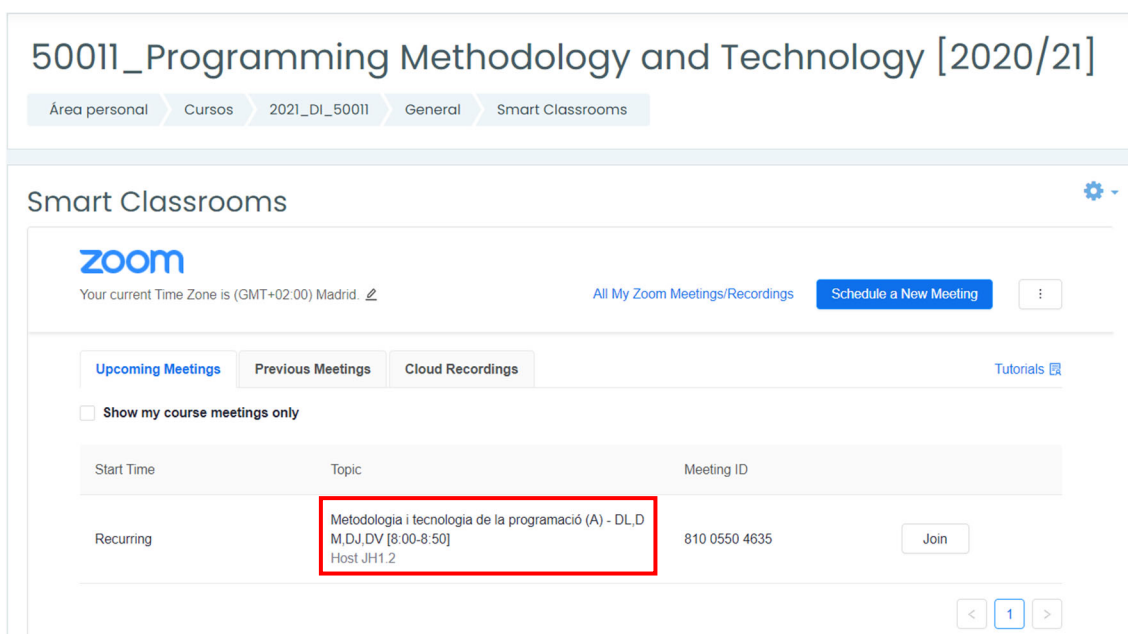 50011_Programming Methodology and Technology [2020/21]
Área personal Cursos 2021_DI_50011 General Smart Classrooms
Smart Classrooms
zoom
Your current Time Zone is (GMT+02:00) Madrid. All My Zoom Meetings/Recordings Schedule a New Meeting
Upcoming Meetings Previous Meetings Cloud Recordings Tutorials
Show my course meetings only
Start Time Topic Meeting ID
Recurring Metodologia i tecnologia de la programació (A) - DL,D
M,DJ,DV [8:00-8:50] 810 0550 4635 Join
Host JH1.2
< 1 >